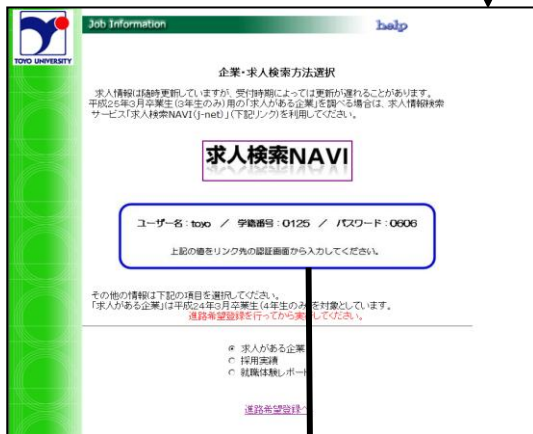 Job Information
help
TOYO UNIVERSITY
企業・求人検索方法選択
求人情報は随時更新していますが、受付時期によっては更新が遅れることがあります。
平成25年3月卒業生(3年生のみ)用の「求人がある企業」を調べる場合は、求人情報検索
サービス「求人検索NAVI(j-net)」(下記リンク)を利用してください。
求人検索NAVI
ユーザー名：toyo ／ 学籍番号：0125 ／ パスワード：0606
上記の値をリンク先の認証画面から入力してください。
その他の情報は下記の項目を選択してください。
「求人がある企業」は平成24年3月卒業生(4年生のみ)を対象としています。
進路希望登録を行ってから実行してください。
求人がある企業
採用実績
就職体験レポート
進路希望登録へ